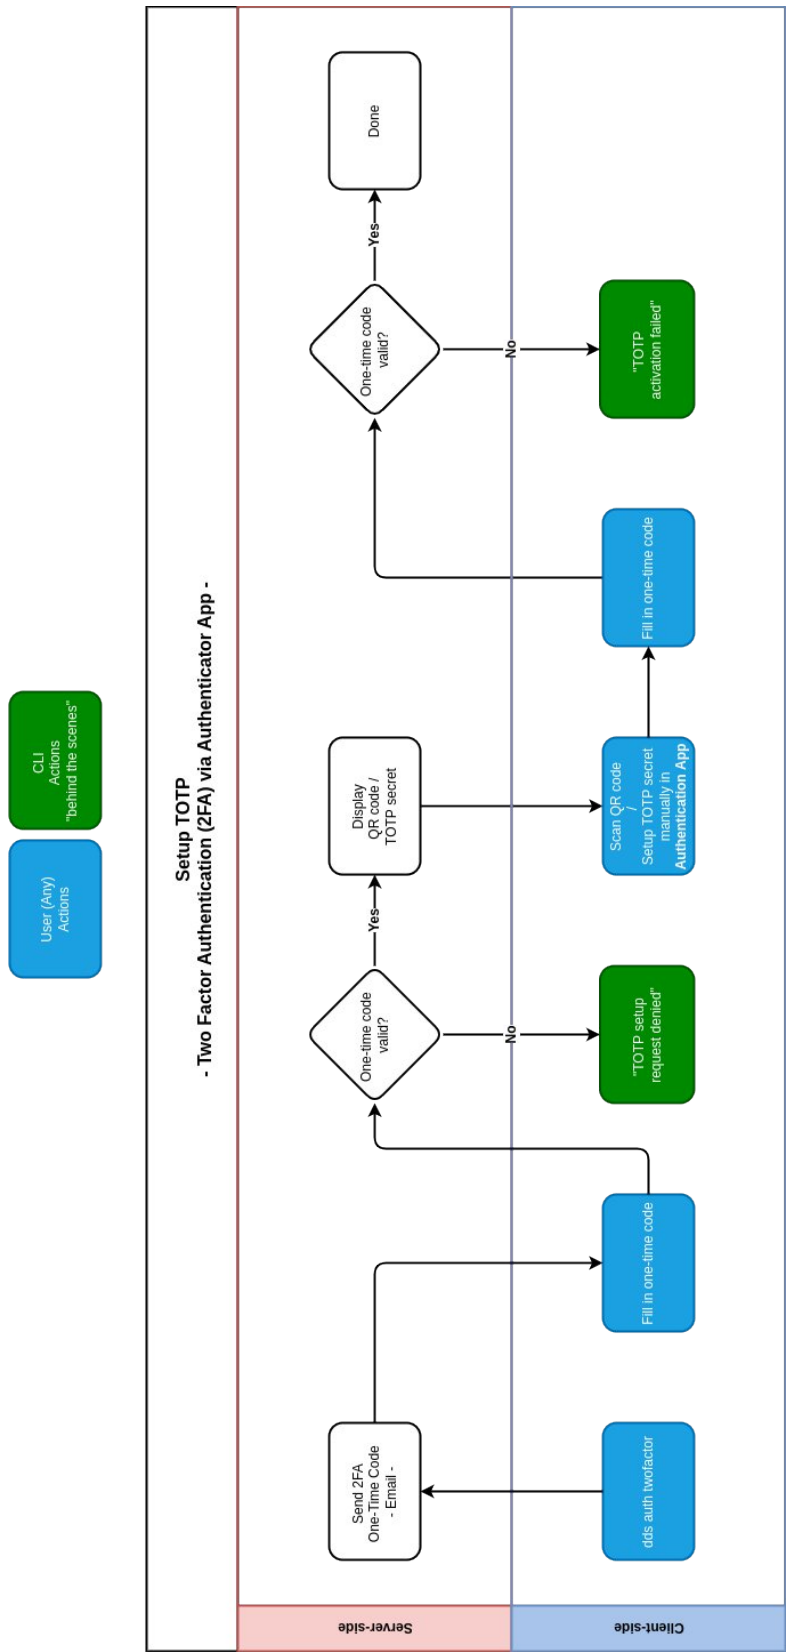 User (Any)
Actions
CLI
Actions
"behind the scenes"
Setup TOTP
- Two Factor Authentication (2FA) via Authenticator App -
Server-side
Send 2FA
One-Time Code
- Email -
One-time code
valid?
Yes
Display
QR code /
TOTP secret
One-time code
valid?
Yes
Done
No
No
Client-side
dds auth twofactor
Fill in one-time code
"TOTP setup
request denied"
Scan QR code
/
Setup TOTP secret
manually in
Authentication App
Fill in one-time code
"TOTP
activation failed"